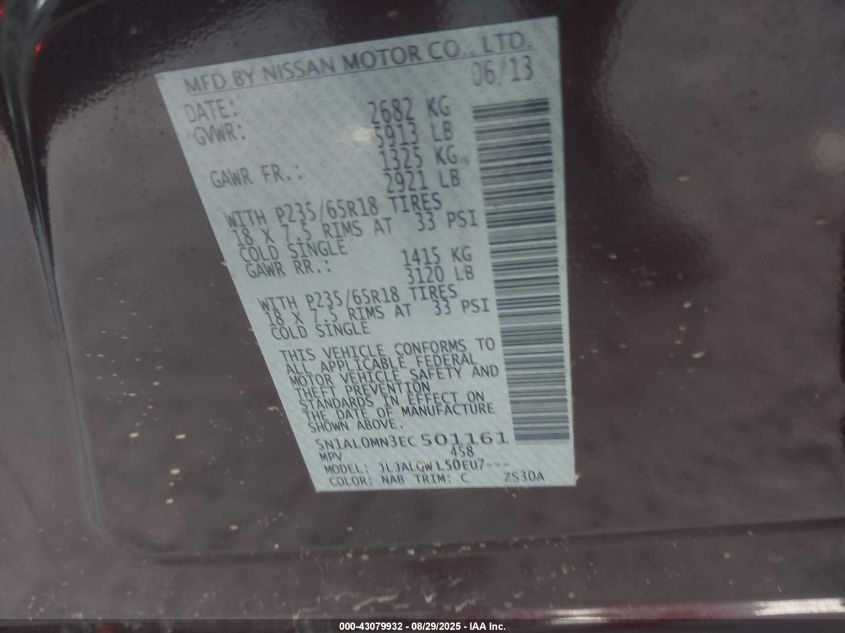 MFD BY NISSAN MOTOR CO., LTD.
DATE: 06/13
GVWR: 2682 KG
5913 LB
GAWR FR.: 1325 KG
2921 LB
WITH P235/65R18 TIRES
18 X 7.5 RIMS AT 33 PSI
COLD SINGLE
GAWR RR.: 1415 KG
3120 LB
WITH P235/65R18 TIRES
18 X 7.5 RIMS AT 33 PSI
COLD SINGLE
THIS VEHICLE CONFORMS TO
ALL APPLICABLE FEDERAL
MOTOR VEHICLE SAFETY AND
THEFT PREVENTION
STANDARDS IN EFFECT ON
THE DATE OF MANUFACTURE
SHOWN ABOVE.
5N1AL0MN3EC501161
MPV 458
MODEL: JLJALGWL50EU7---
COLOR: NAB TRIM: C ZS30A
000-43079932 - 08/29/2025 - IAA Inc.